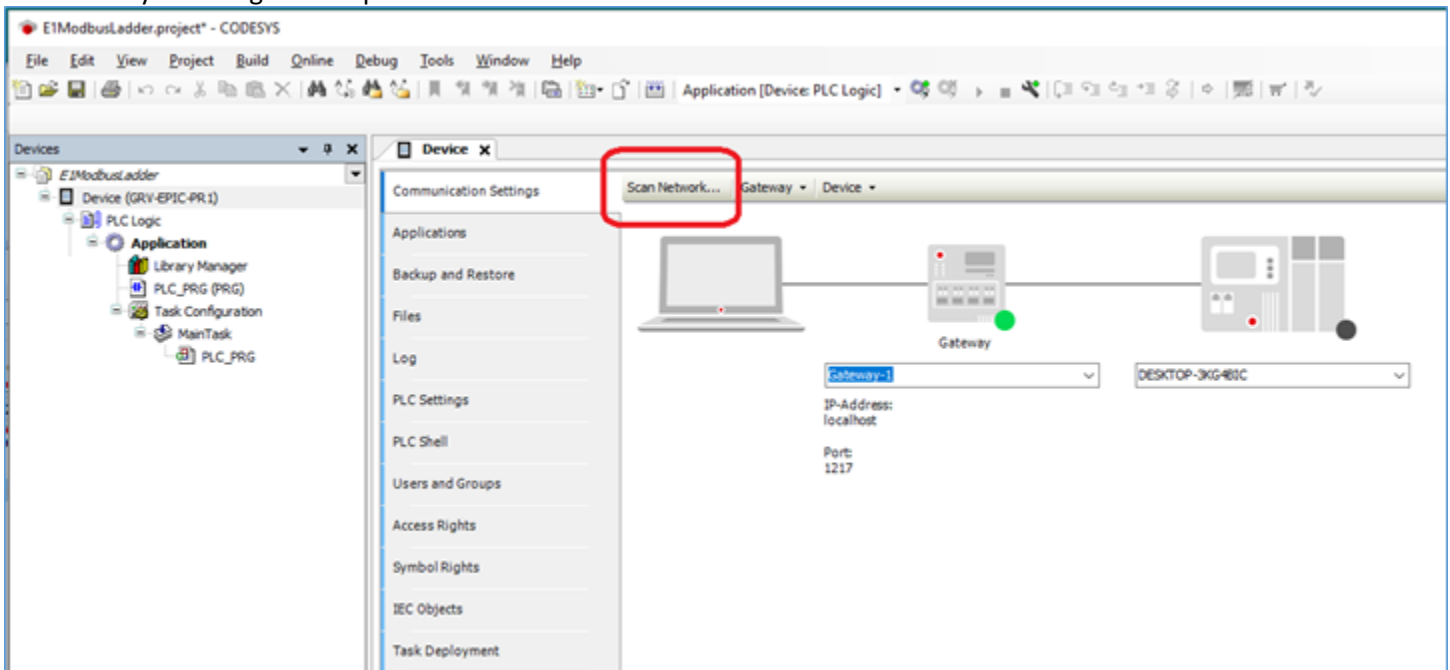 E1ModbusLadder.project* - CODESYS
File Edit View Project Build Online Debug Tools Window Help
Application [Device: PLC Logic]
Devices
Device
E1ModbusLadder
Device (GRV-EPIC-PR1)
PLC Logic
Application
Library Manager
PLC_PRG (PRG)
Task Configuration
MainTask
PLC_PRG
Communication Settings
Applications
Backup and Restore
Files
Log
PLC Settings
PLC Shell
Users and Groups
Access Rights
Symbol Rights
IEC Objects
Task Deployment
Scan Network... Gateway Device
Gateway
Gateway-1
DESKTOP-3KG4BIC
IP-Address:
localhost
Port:
1217